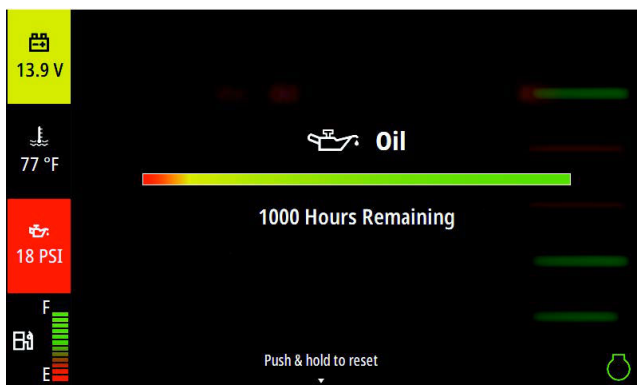 13.9 V
77 °F
18 PSI
F
E
Oil
1000 Hours Remaining
Push & hold to reset